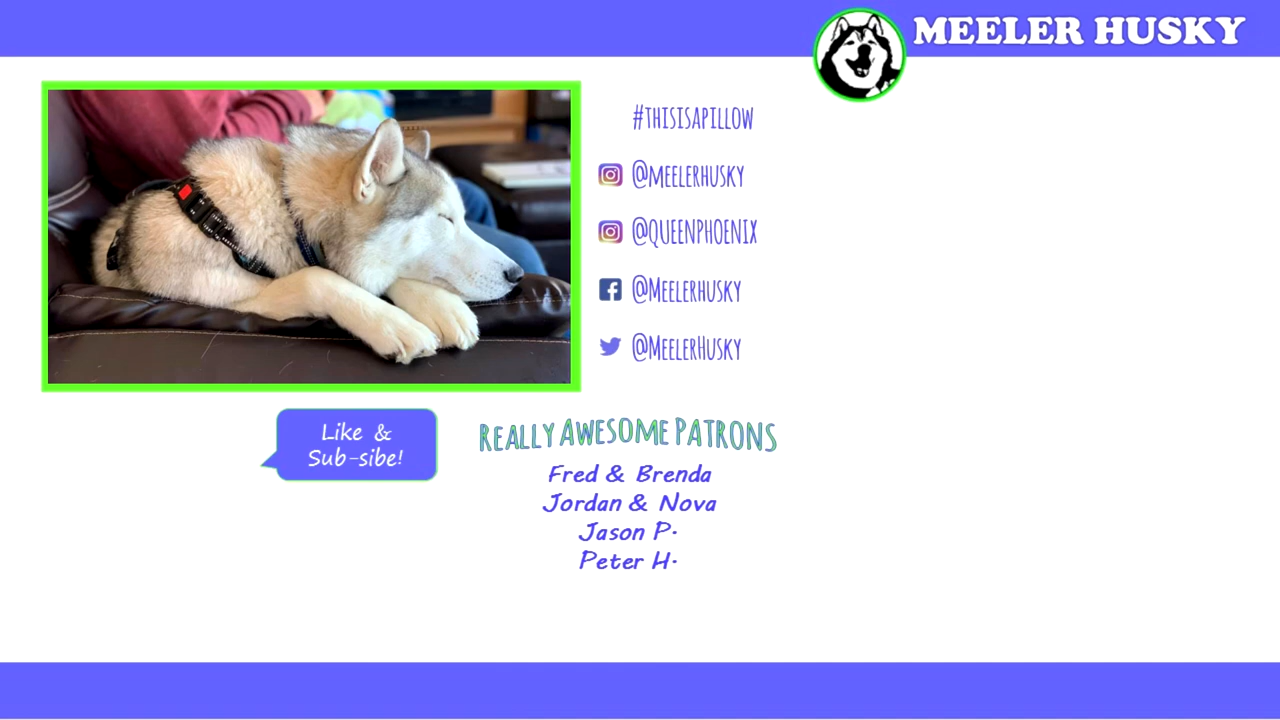 MEELER HUSKY
#THISISAPILLOW
@MEELERHUSKY
@QUEENPHOENIX
@MEELERHUSKY
@MEELERHUSKY
Like &
Sub-sibe!
REALLY AWESOME PATRONS
Fred & Brenda
Jordan & Nova
Jason P.
Peter H.